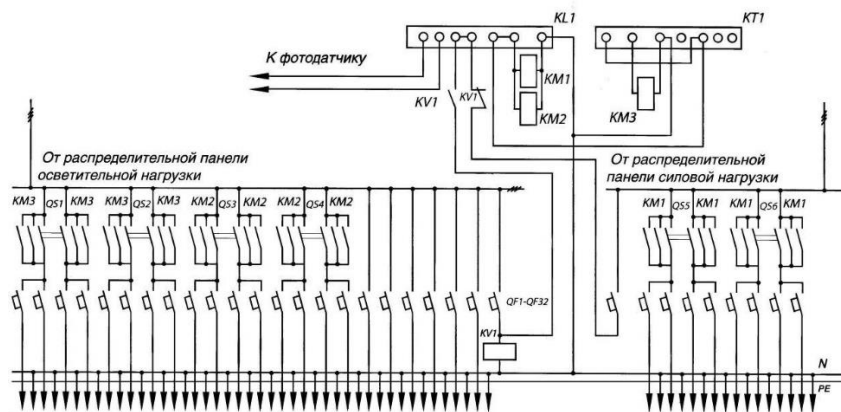 KL1
KT1
К фотодатчику
KV1
KV1
KM1
KM2
KM3
От распределительной панели
осветительной нагрузки
От распределительной
панели силовой нагрузки
KM3 QS1 KM3 KM3 QS2 KM3 KM2 QS3 KM2 KM2 QS4 KM2
KM1 QS5 KM1 KM1 QS6 KM1
QF1-QF32
KV1
N
PE